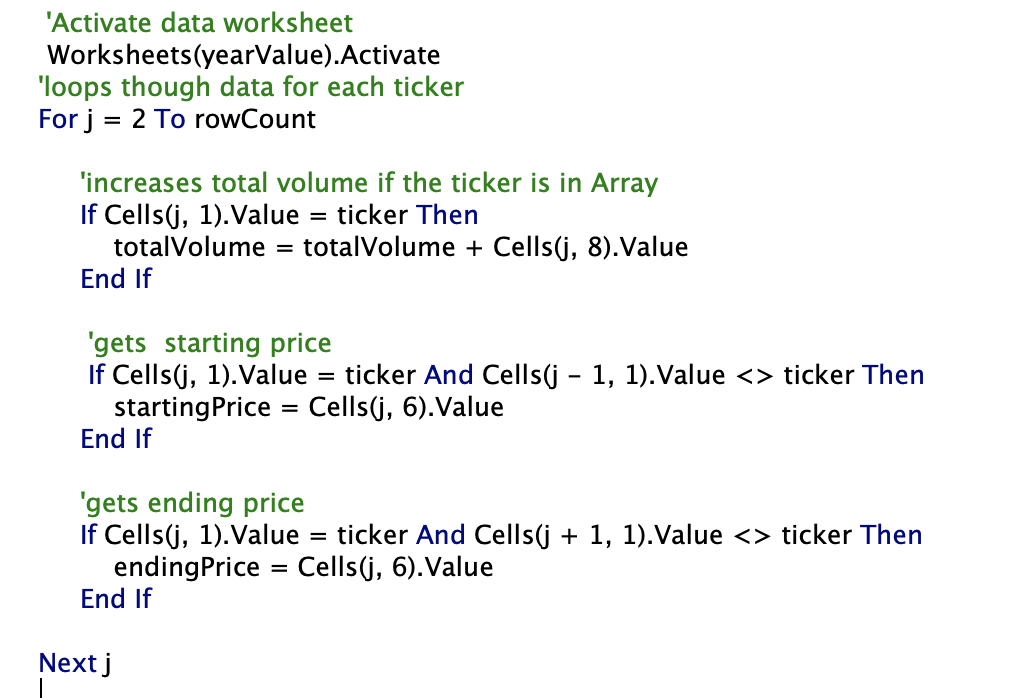 'Activate data worksheet
Worksheets(yearValue).Activate
'loops though data for each ticker
For j = 2 To rowCount
'increases total volume if the ticker is in Array
If Cells(j, 1).Value = ticker Then
totalVolume = totalVolume + Cells(j, 8).Value
End If
'gets  starting price
If Cells(j, 1).Value = ticker And Cells(j - 1, 1).Value <> ticker Then
startingPrice = Cells(j, 6).Value
End If
'gets ending price
If Cells(j, 1).Value = ticker And Cells(j + 1, 1).Value <> ticker Then
endingPrice = Cells(j, 6).Value
End If
Next j